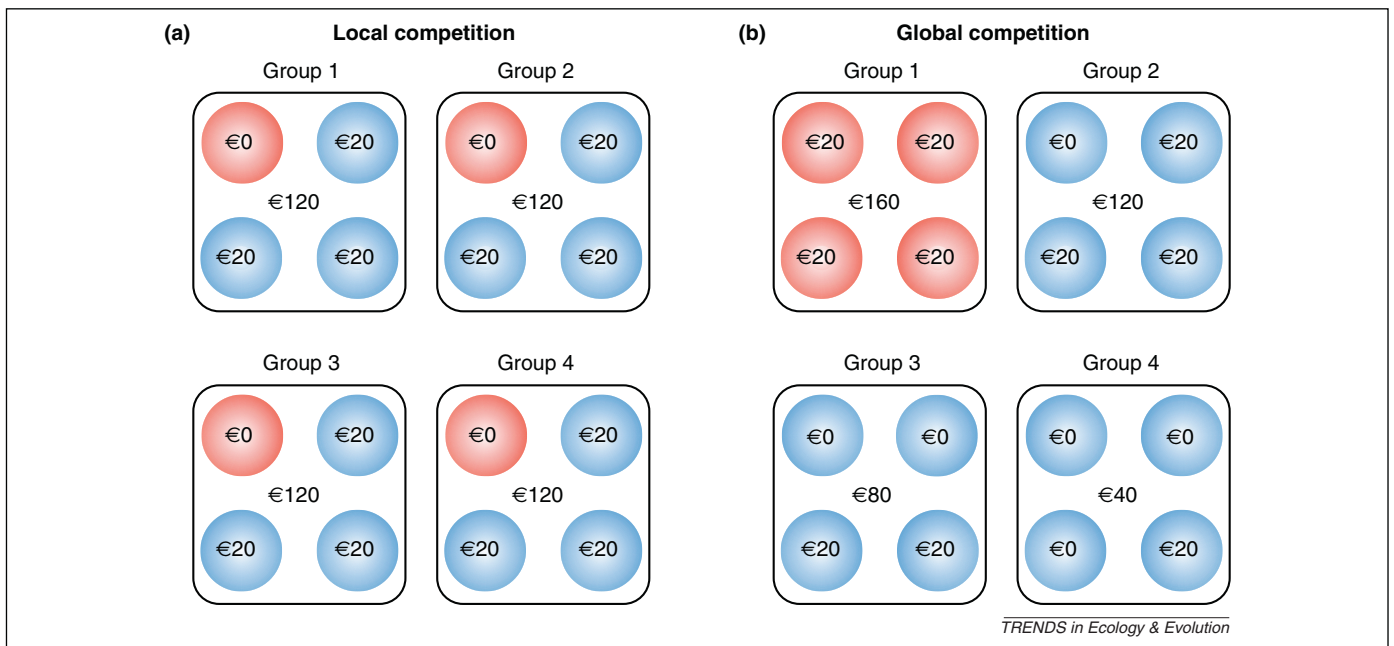 (a) Local competition
Group 1 Group 2
€0 €20 €0 €20
€120 €120
€20 €20 €20 €20
Group 3 Group 4
€0 €20 €0 €20
€120 €120
€20 €20 €20 €20
(b) Global competition
Group 1 Group 2
€20 €20 €0 €20
€160 €120
€20 €20 €20 €20
Group 3 Group 4
€0 €0 €0 €0
€80 €40
€20 €20 €0 €20
TRENDS in Ecology & Evolution